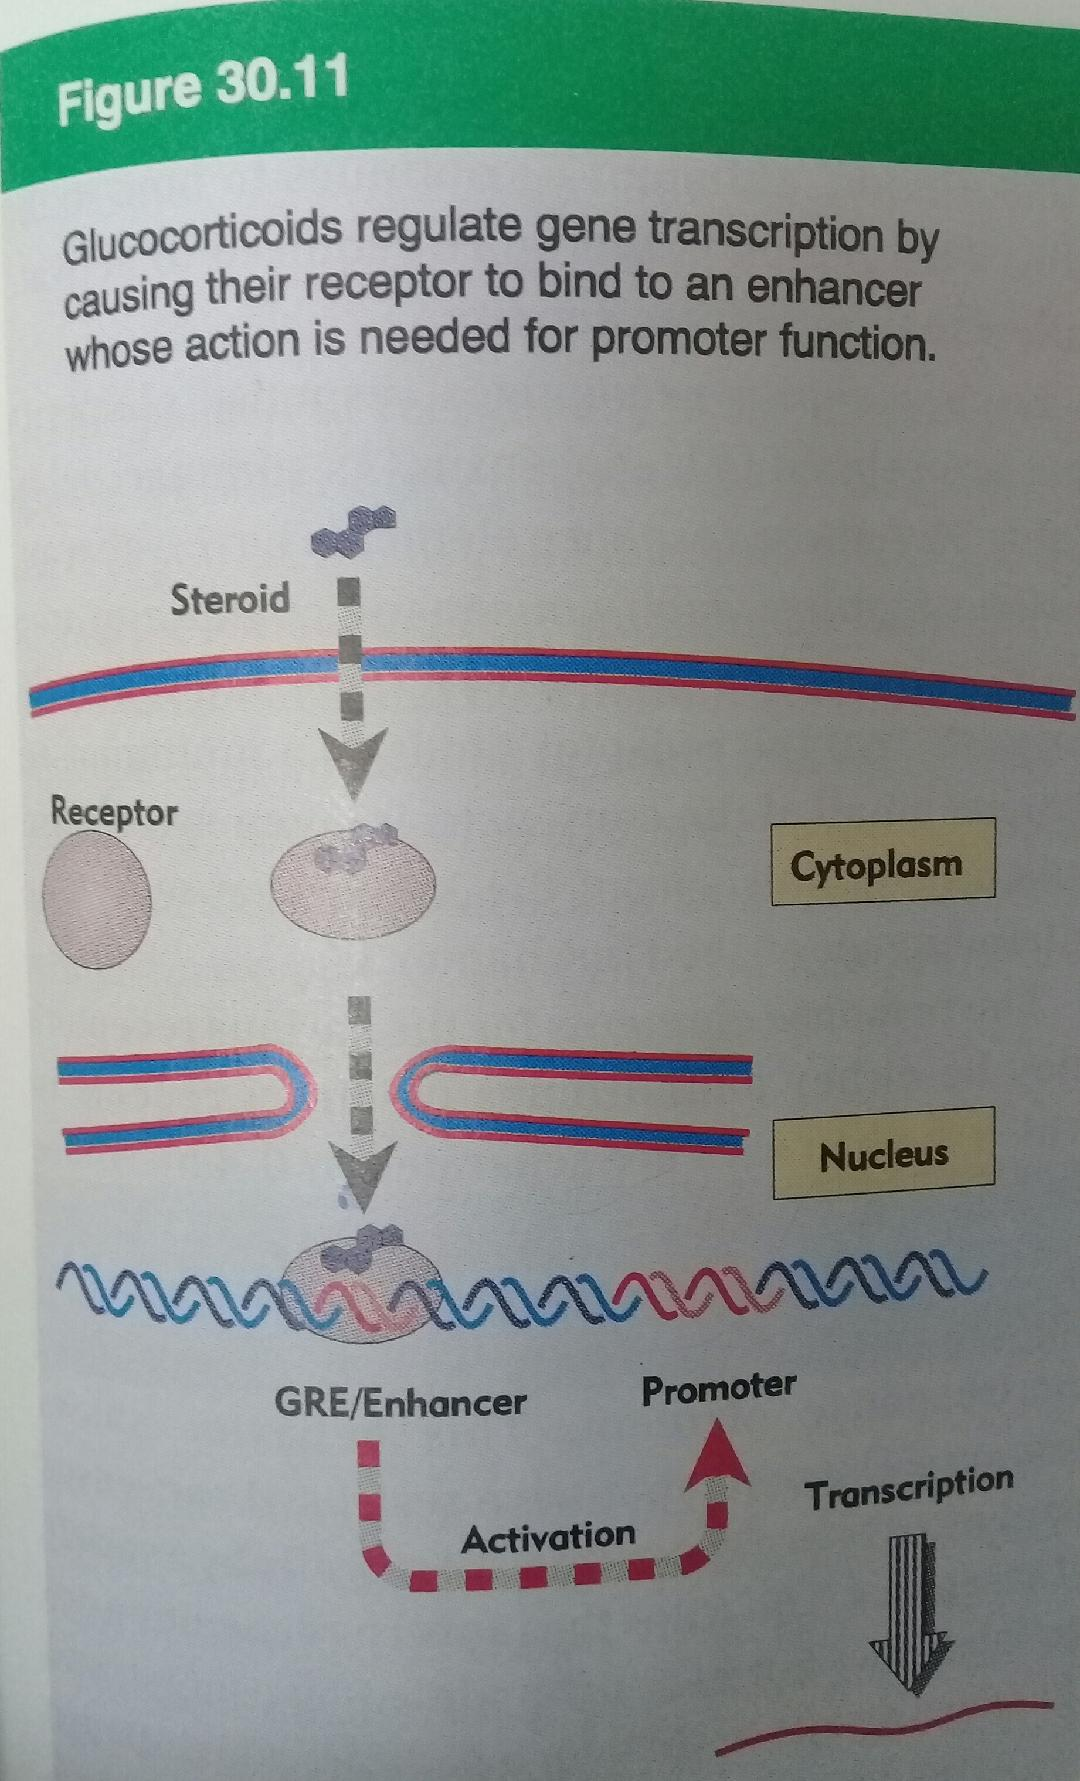 Figure 30.11
Glucocorticoids regulate gene transcription by
causing their receptor to bind to an enhancer
whose action is needed for promoter function.
Steroid
Receptor
Cytoplasm
Nucleus
GRE/Enhancer
Promoter
Transcription
Activation